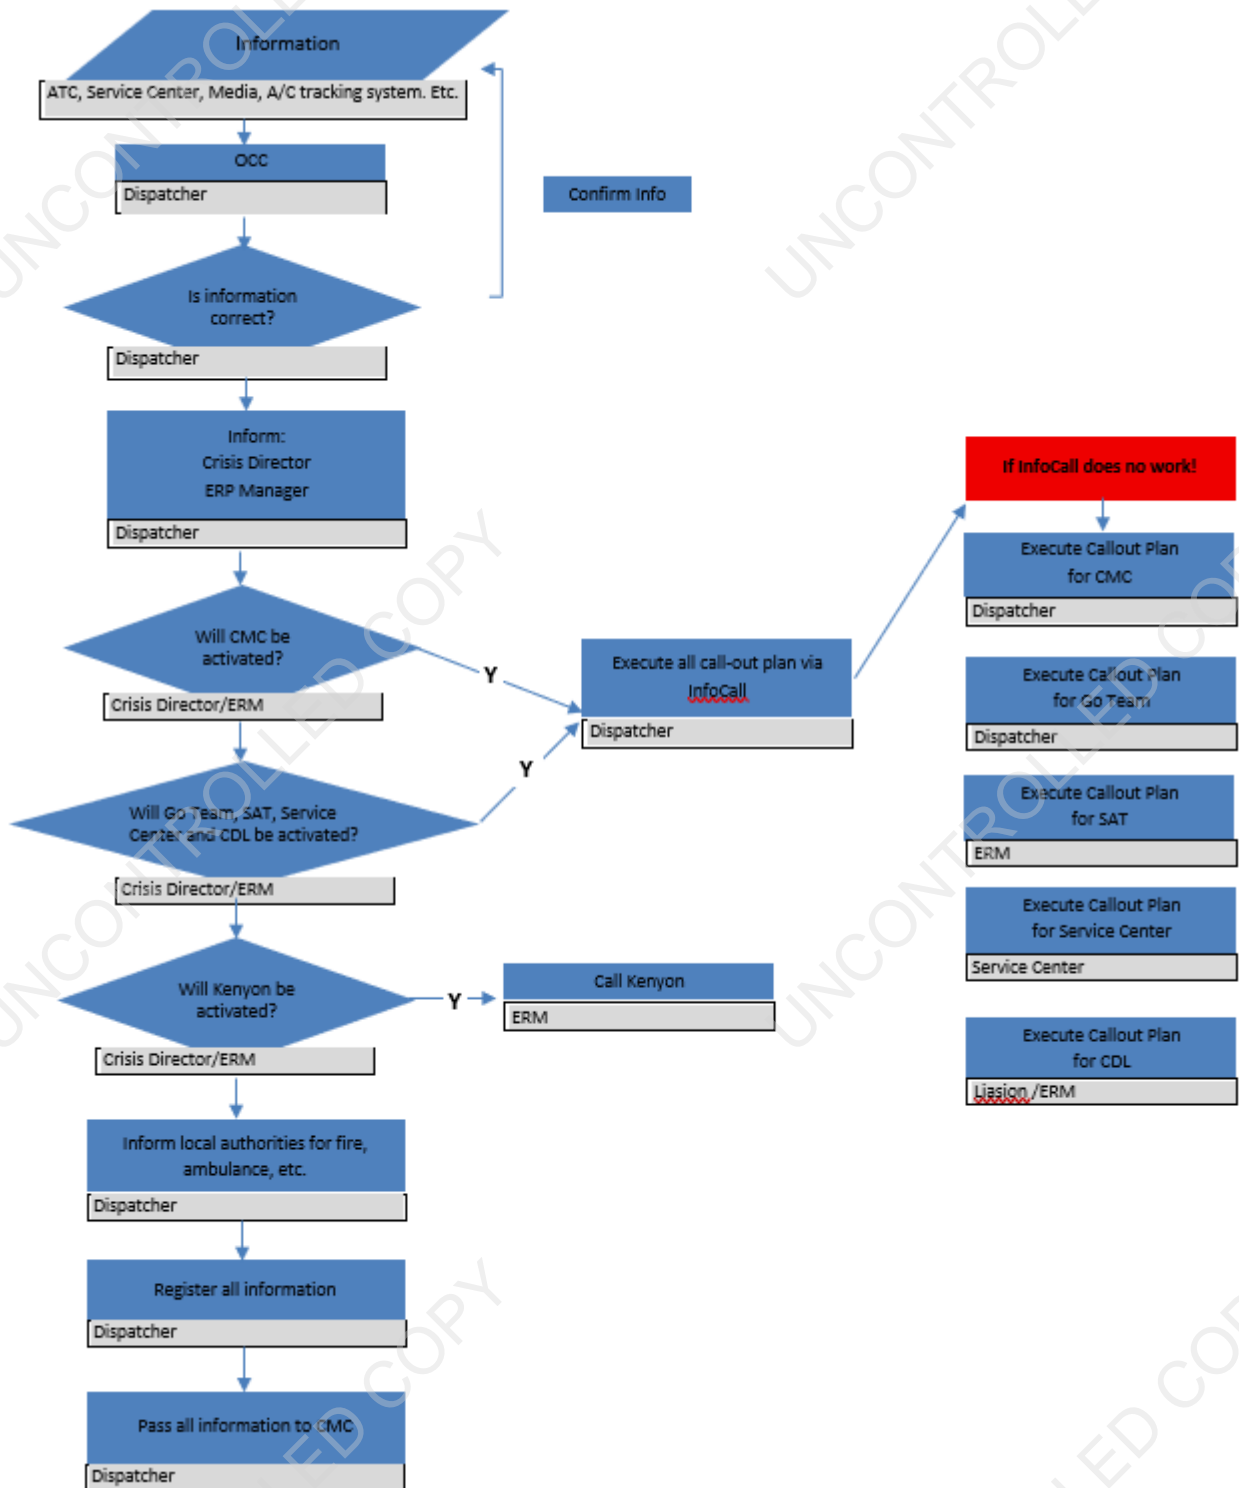 Information
ATC, Service Center, Media, A/C tracking system. Etc.
OCC
Dispatcher
Confirm Info
Is information
correct?
Dispatcher
Inform:
Crisis Director
ERP Manager
Dispatcher
Will CMC be
activated?
Crisis Director/ERM
Y
Will Go Team, SAT, Service
Center and CDL be activated?
Crisis Director/ERM
Y
Execute all call-out plan via
InfoCall
Dispatcher
If InfoCall does no work!
Execute Callout Plan
for CMC
Dispatcher
Execute Callout Plan
for Go Team
Dispatcher
Execute Callout Plan
for SAT
ERM
Execute Callout Plan
for Service Center
Service Center
Execute Callout Plan
for CDL
Liasion /ERM
Will Kenyon be
activated?
Crisis Director/ERM
Y
Call Kenyon
ERM
Inform local authorities for fire,
ambulance, etc.
Dispatcher
Register all information
Dispatcher
Pass all information to CMC
Dispatcher
UNCONTROLLED COPY
UNCONTROLLED COPY
UNCONTROLLED COPY
UNCONTROLLED COPY
LED COPY
LED COPY